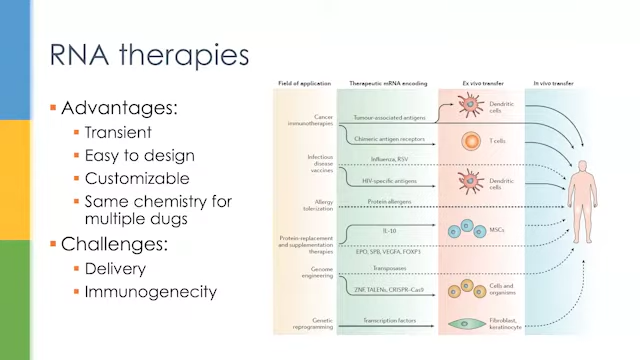 RNA therapies
Advantages:
Transient
Easy to design
Customizable
Same chemistry for
multiple dugs
Challenges:
Delivery
Immunogenecity
Field of application
Therapeutic mRNA encoding
Ex vivo transfer
In vivo transfer
Cancer
immunotherapies
Tumour-associated antigens
Dendritic
cells
Chimeric antigen receptors
T cells
Infectious
disease
vaccines
Influenza, RSV
HIV-specific antigens
Dendritic
cells
Allergy
tolerization
Protein allergens
Protein-replacement
and supplementation
therapies
IL-10
MSCs
EPO, SPB, VEGFA, FOXP1
Genome
engineering
Transposases
ZNF, TALENs, CRISPR–Cas9
Cells and
organisms
Genetic
reprogramming
Transcription factors
Fibroblast,
keratinocyte